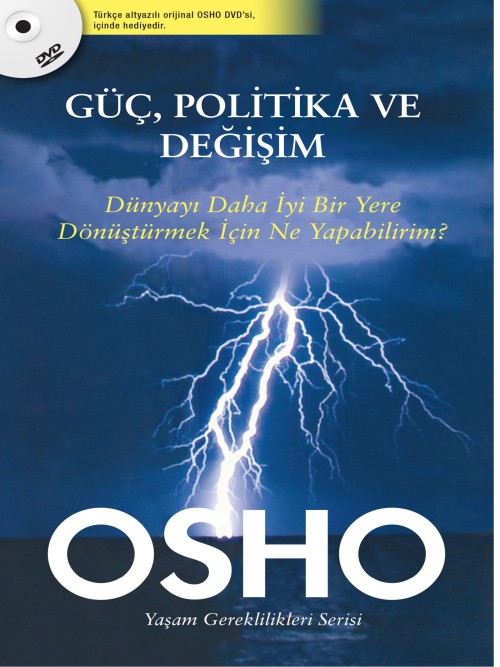 Türkçe altyazılı orijinal OSHO DVD'si,
içinde hediyedir.
DVD
GÜÇ, POLİTİKA VE
DEĞİŞİM
Dünyayı Daha İyi Bir Yere
Dönüştürmek İçin Ne Yapabilirim?
OSHO
Yaşam Gereklilikleri Serisi